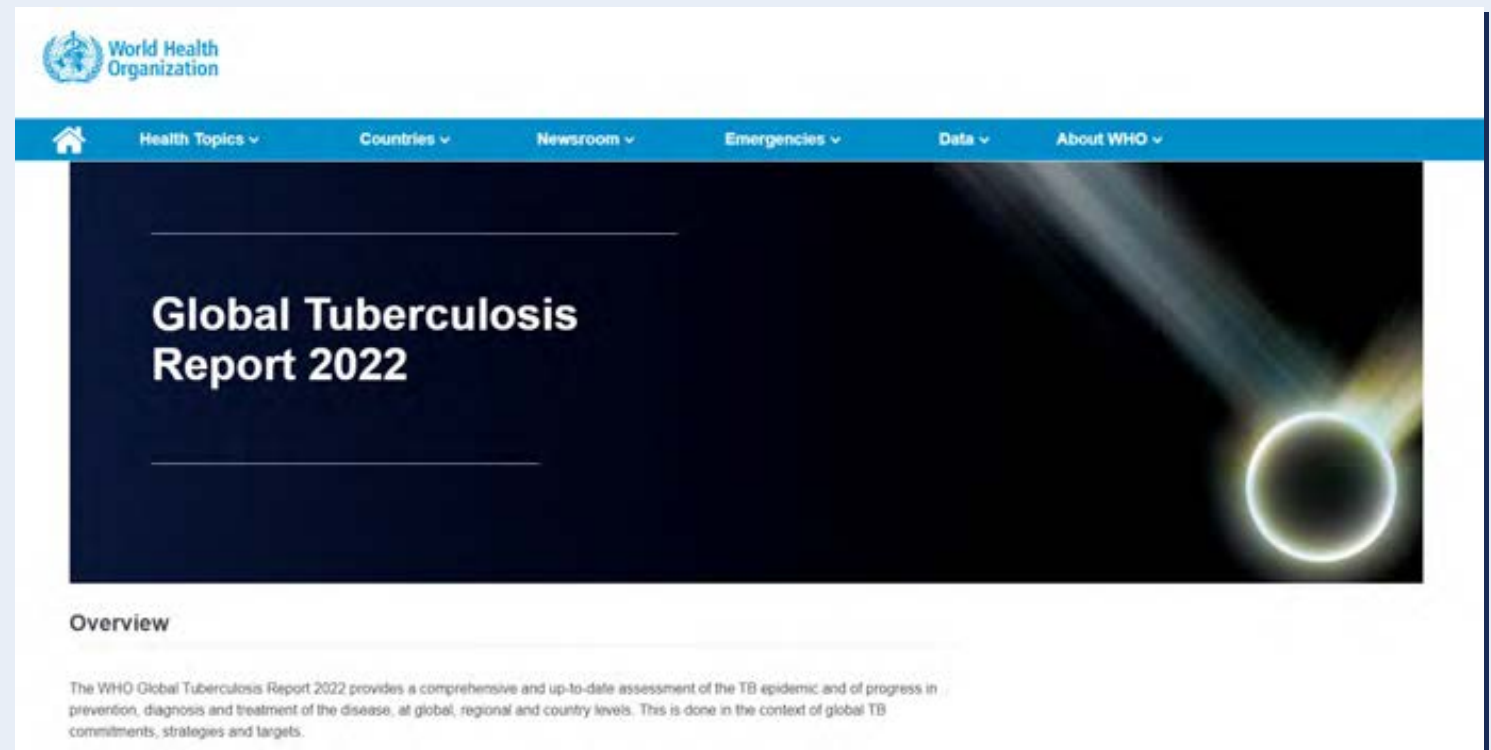 World Health
Organization
Health Topics Countries Newsroom Emergencies Data About WHO
Global Tuberculosis
Report 2022
Overview
The WHO Global Tuberculosis Report 2022 provides a comprehensive and up-to-date assessment of the TB epidemic and of progress in
prevention, diagnosis and treatment of the disease, at global, regional and country levels. This is done in the context of global TB
commitments, strategies and targets.